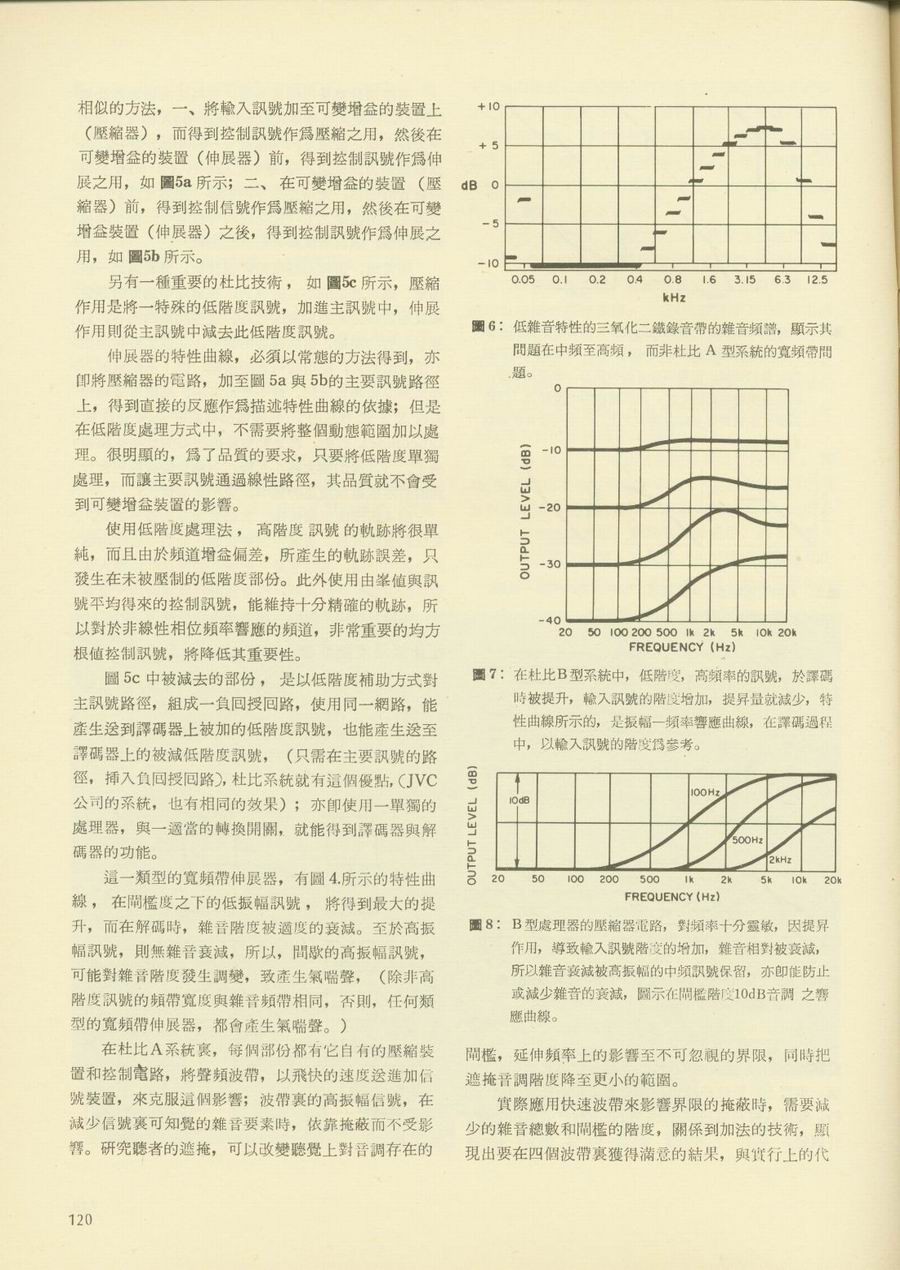 相似的方法，一、將輸入訊號加至可變增益的裝置上
（壓縮器），而得到控制訊號作爲壓縮之用，然後在
可變增益的裝置（伸展器）前，得到控制訊號作爲伸
展之用，如圖5a 所示；二、在可變增益的裝置（壓
縮器）前，得到控制信號作爲壓縮之用，然後在可變
增益裝置（伸展器）之後，得到控制訊號作爲伸展之
用，如圖5b 所示。
另有一種重要的杜比技術，如圖5c 所示，壓縮
作用是將一特殊的低階度訊號，加進主訊號中，伸展
作用則從主訊號中減去此低階度訊號。
伸展器的特性曲線，必須以常態的方法得到，亦
卽將壓縮器的電路，加至圖 5a 與 5b的主要訊號路徑
上，得到直接的反應作爲描述特性曲線的依據；但是
在低階度處理方式中，不需要將整個動態範圍加以處
理。很明顯的，爲了品質的要求，只要將低階度單獨
處理，而讓主要訊號通過線性路徑，其品質就不會受
到可變增益裝置的影響。
使用低階度處理法，高階度訊號的軌跡將很單
純，而且由於頻道增益偏差，所產生的軌跡誤差，只
發生在未被壓制的低階度部份。此外使用由峯値與訊
號平均得來的控制訊號，能維持十分精確的軌跡，所
以對於非線性相位頻率響應的頻道，非常重要的均方
根値控制訊號，將降低其重要性。
圖 5c 中被減去的部份，是以低階度補助方式對
主訊號路徑，組成一負囘授囘路，使用同一網路，能
產生送到譯碼器上被加的低階度訊號，也能產生送至
譯碼器上的被減低階度訊號，（只需在主要訊號的路
徑，揷入負囘授囘路），杜比系統就有這個優點，（JVC
公司的系統，也有相同的效果）；亦卽使用一單獨的
處理器，與一適當的轉換開關，就能得到譯碼器與解
碼器的功能。
這一類型的寬頻帶伸展器，有圖 4.所示的特性曲
線，在閘檻度之下的低振幅訊號，將得到最大的提
升，而在解碼時，雜音階度被適度的衰減。至於高振
幅訊號，則無雜音衰減，所以，間歇的高振幅訊號，
可能對雜音階度發生調變，致產生氣喘聲，（除非高
階度訊號的頻帶寬度與雜音頻帶相同，否則，任何類
型的寬頻帶伸展器，都會產生氣喘聲。）
在杜比A系統裏，每個部份都有它自有的壓縮裝
置和控制電路，將聲頻波帶，以飛快的速度送進加信
號裝置，來克服這個影響；波帶裏的高振幅信號，在
減少信號裏可知覺的雜音要素時，依靠掩蔽而不受影
響。研究聽者的遮掩，可以改變聽覺上對音調存在的
120
+10
+5
dB 0
-5
-10
0.05 0.1 0.2 0.4 0.8 1.6 3.15 6.3 12.5
kHz
圖6：低雜音特性的三氧化二鐵錄音帶的雜音頻譜，顯示其
問題在中頻至高頻，而非杜比 A 型系統的寬頻帶問
題。
0
-10
-20
-30
-40
OUTPUT LEVEL (dB)
20 50 100 200 500 1k 2k 5k 10k 20k
FREQUENCY (Hz)
圖7：在杜比B型系統中，低階度，高頻率的訊號，於譯碼
時被提升，輸入訊號的階度增加，提昇量就減少，特
性曲線所示的，是振幅—頻率響應曲線，在譯碼過程
中，以輸入訊號的階度爲參考。
OUTPUT LEVEL (dB)
10dB
100Hz
500Hz
2kHz
20 50 100 200 500 1k 2k 5k 10k 20k
FREQUENCY (Hz)
圖8：B型處理器的壓縮器電路，對頻率十分靈敏，因提昇
作用，導致輸入訊號階度的增加，雜音相對被衰減，
所以雜音衰減被高振幅的中頻訊號保留，亦卽能防止
或減少雜音的衰減，圖示在閘檻階度10dB音調 之響
應曲線。
閘檻，延伸頻率上的影響至不可忽視的界限，同時把
遮掩音調階度降至更小的範圍。
實際應用快速波帶來影響界限的掩蔽時，需要減
少的雜音總數和閘檻的階度，關係到加法的技術，顯
現出要在四個波帶裏獲得滿意的結果，與實行上的代